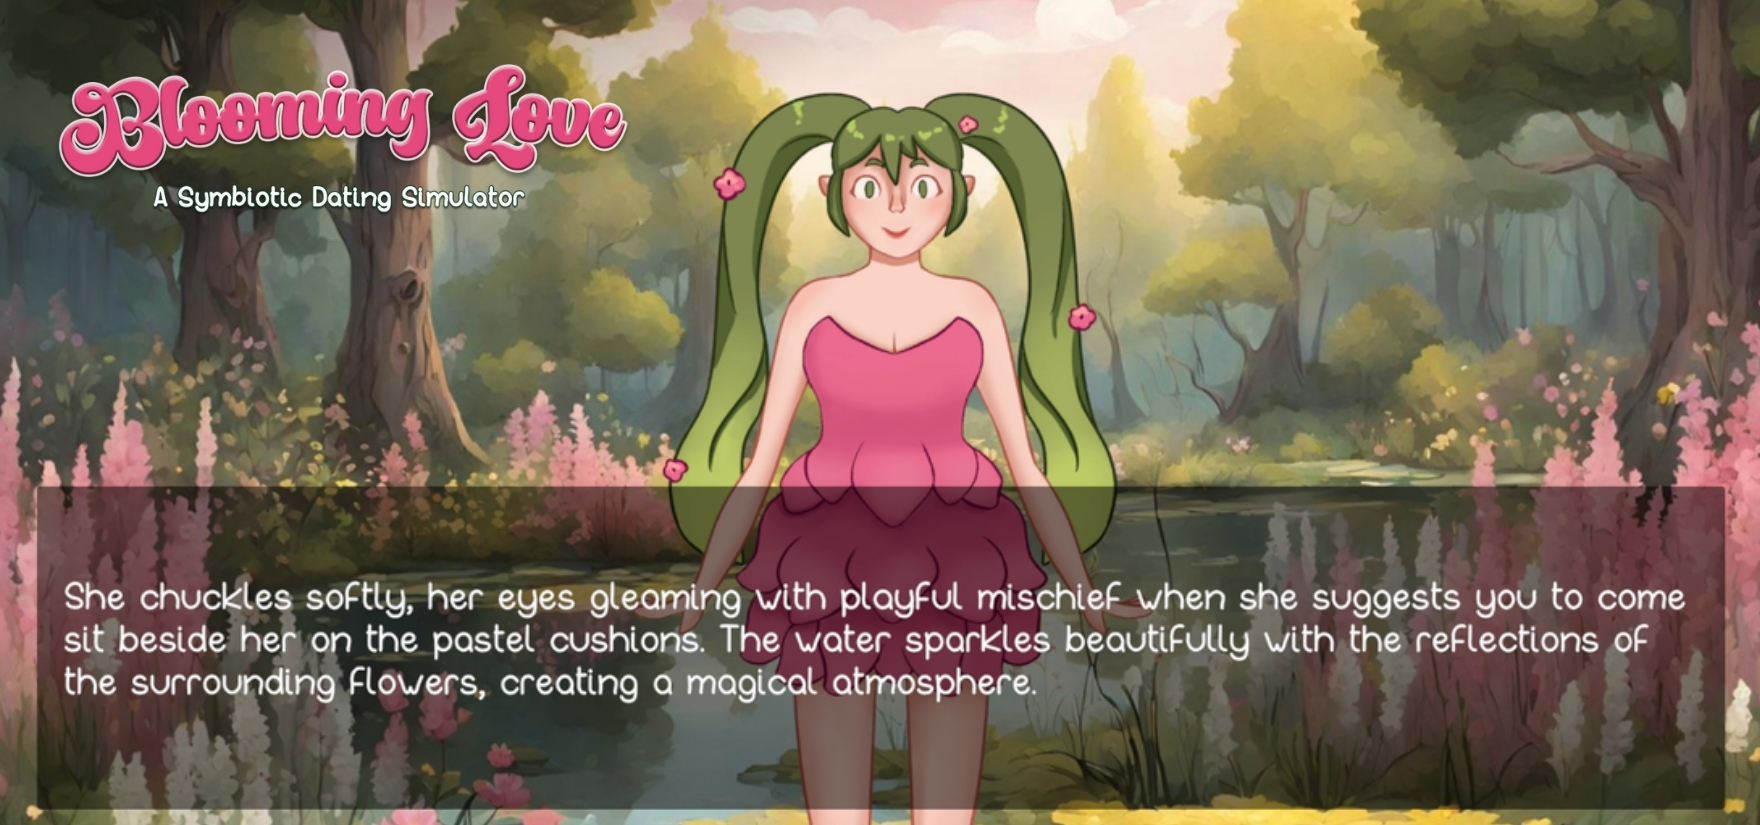 Blooming Love
A Symbiotic Dating Simulator
She chuckles softly, her eyes gleaming with playful mischief when she suggests you to come
sit beside her on the pastel cushions. The water sparkles beautifully with the reflections of
the surrounding flowers, creating a magical atmosphere.